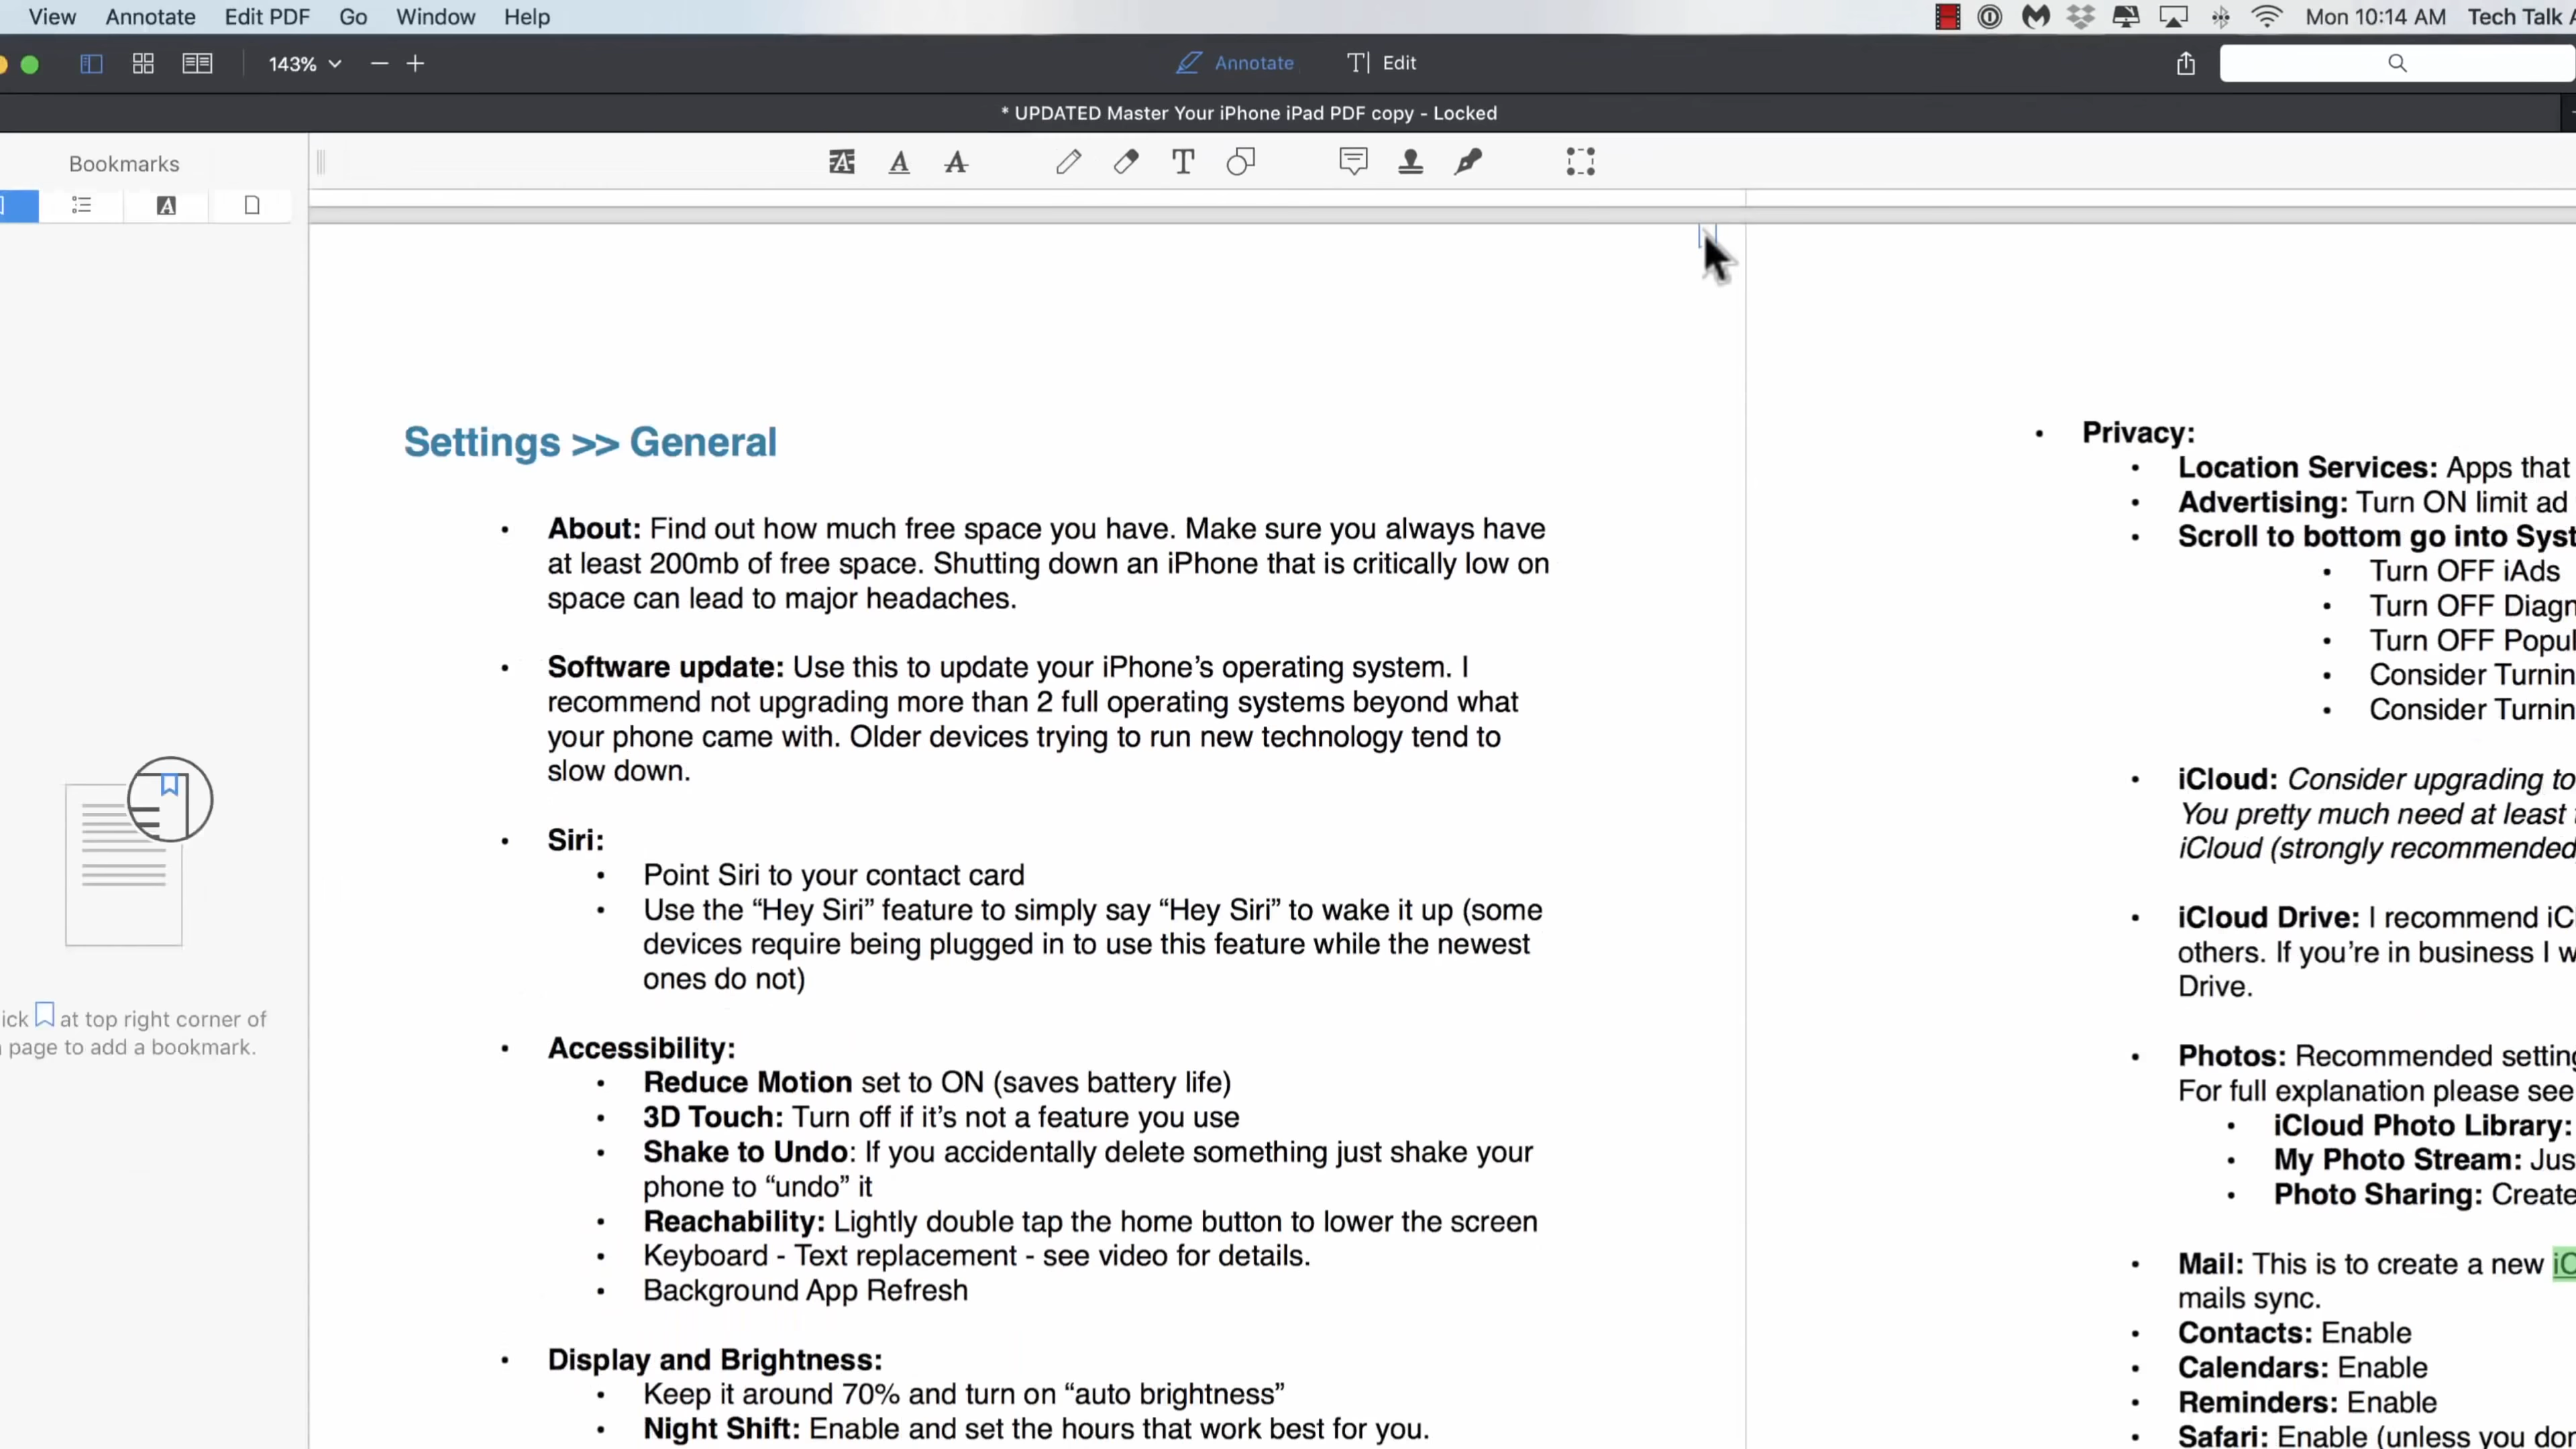 View Annotate Edit PDF Go Window Help
Mon 10:14 AM Tech Talk
143%
Annotate
Edit
* UPDATED Master Your iPhone iPad PDF copy - Locked
Bookmarks
at top right corner of
page to add a bookmark.
Settings >> General
• About: Find out how much free space you have. Make sure you always have
at least 200mb of free space. Shutting down an iPhone that is critically low on
space can lead to major headaches.
• Software update: Use this to update your iPhone’s operating system. I
recommend not upgrading more than 2 full operating systems beyond what
your phone came with. Older devices trying to run new technology tend to
slow down.
• Siri:
• Point Siri to your contact card
• Use the “Hey Siri” feature to simply say “Hey Siri” to wake it up (some
devices require being plugged in to use this feature while the newest
ones do not)
• Accessibility:
• Reduce Motion set to ON (saves battery life)
• 3D Touch: Turn off if it’s not a feature you use
• Shake to Undo: If you accidentally delete something just shake your
phone to “undo” it
• Reachability: Lightly double tap the home button to lower the screen
• Keyboard - Text replacement - see video for details.
• Background App Refresh
• Display and Brightness:
• Keep it around 70% and turn on “auto brightness”
• Night Shift: Enable and set the hours that work best for you.
• Privacy:
• Location Services: Apps that
• Advertising: Turn ON limit ad
• Scroll to bottom go into
• Turn OFF iAds
• Turn OFF
• Turn OFF
• Consider
• Consider
• iCloud: Consider upgrading to
You pretty much need at least
iCloud (strongly recommended
• iCloud Drive: I recommend
others. If you’re in business I
Drive.
• Photos: Recommended
For full explanation please see
• iCloud Photo Library:
• My Photo Stream:
• Photo Sharing: Create
• Mail: This is to create a new
mails sync.
• Contacts: Enable
• Calendars: Enable
• Reminders: Enable
• Safari: Enable (unless you